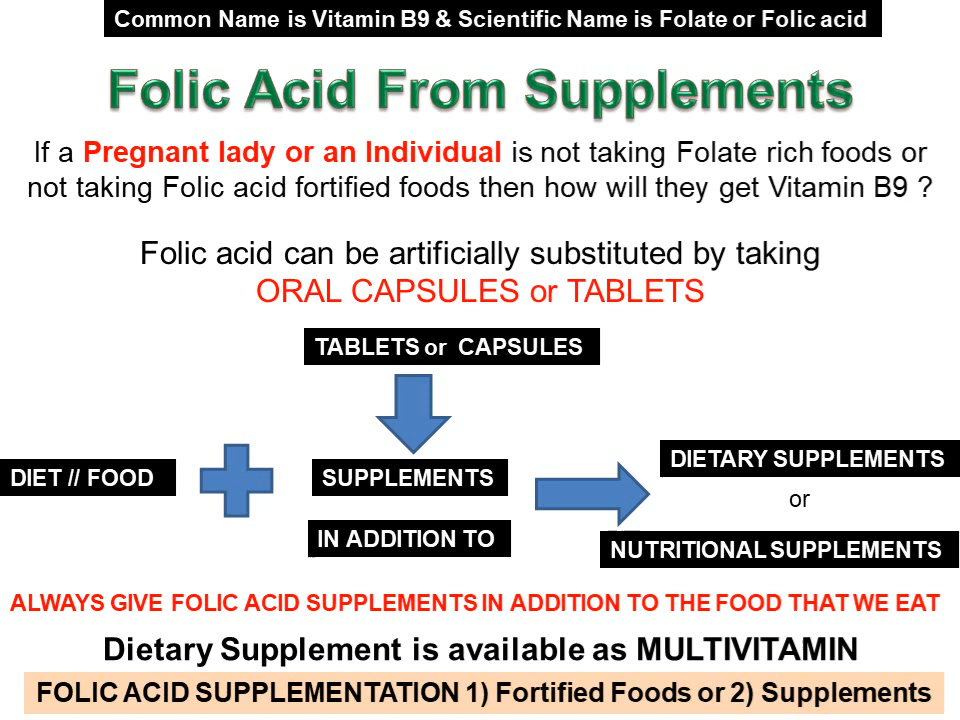 Common Name is Vitamin B9 & Scientific Name is Folate or Folic acid
Folic Acid From Supplements
If a Pregnant lady or an Individual is not taking Folate rich foods or
not taking Folic acid fortified foods then how will they get Vitamin B9 ?
Folic acid can be artificially substituted by taking
ORAL CAPSULES or TABLETS
TABLETS or CAPSULES
DIET // FOOD
SUPPLEMENTS
IN ADDITION TO
DIETARY SUPPLEMENTS
or
NUTRITIONAL SUPPLEMENTS
ALWAYS GIVE FOLIC ACID SUPPLEMENTS IN ADDITION TO THE FOOD THAT WE EAT
Dietary Supplement is available as MULTIVITAMIN
FOLIC ACID SUPPLEMENTATION 1) Fortified Foods or 2) Supplements